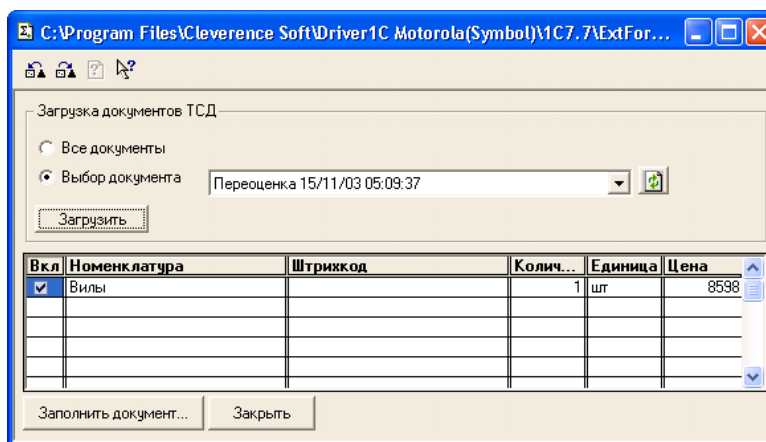 C:\Program Files\Cleverence Soft\Driver1C Motorola(Symbol)\1C7.7\ExtFor...
Загрузка документов ТСД
Все документы
Выбор документа
Переоценка 15/11/03 05:09:37
Загрузить
Вкл Номенклатура Штрихкод Колич... Единица Цена
Вилы 1 шт 8598
Заполнить документ... Закрыть